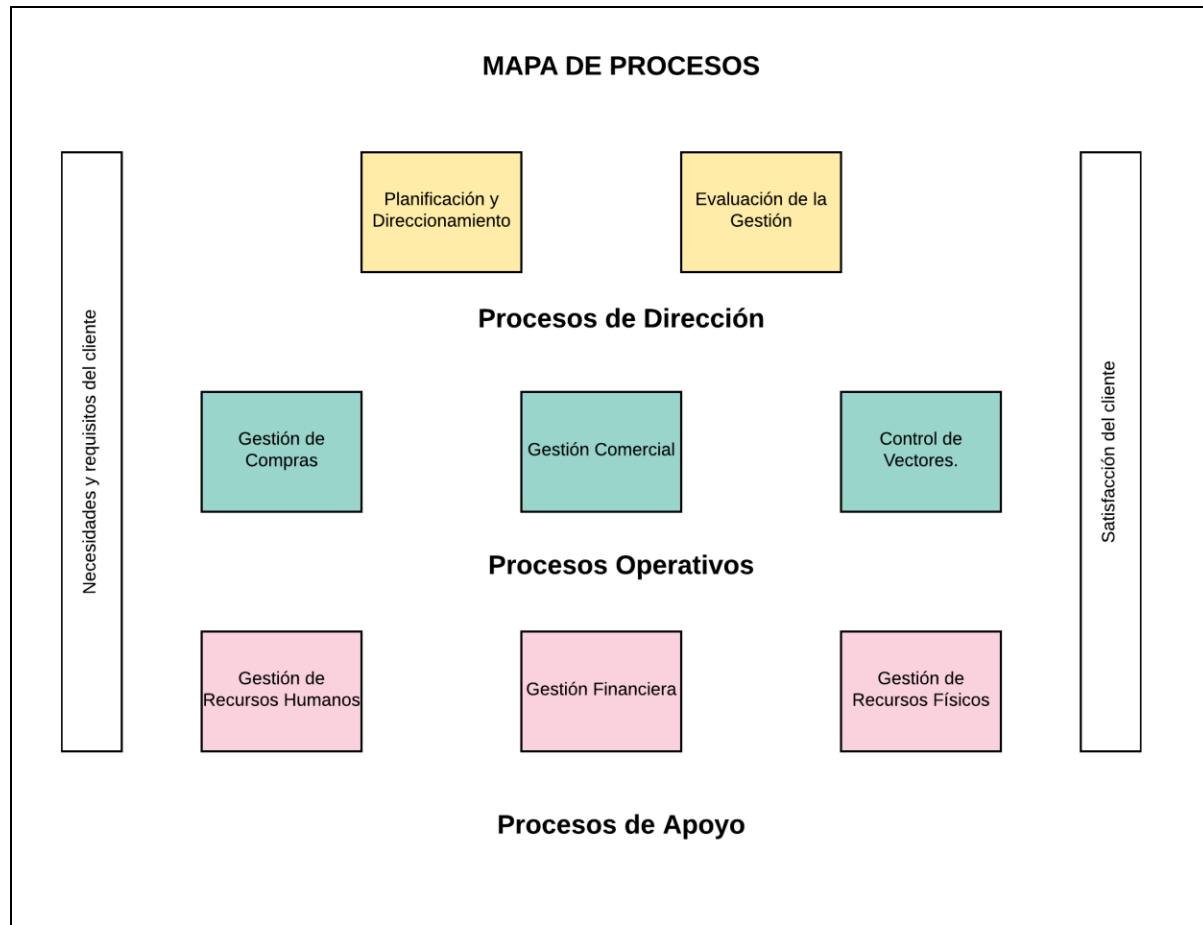 MAPA DE PROCESOS
Necesidades y requisitos del cliente
Planificación y
Direccionamiento
Evaluación de la
Gestión
Procesos de Dirección
Gestión de
Compras
Gestión Comercial
Control de
Vectores.
Procesos Operativos
Gestión de
Recursos Humanos
Gestión Financiera
Gestión de
Recursos Físicos
Procesos de Apoyo
Satisfacción del cliente